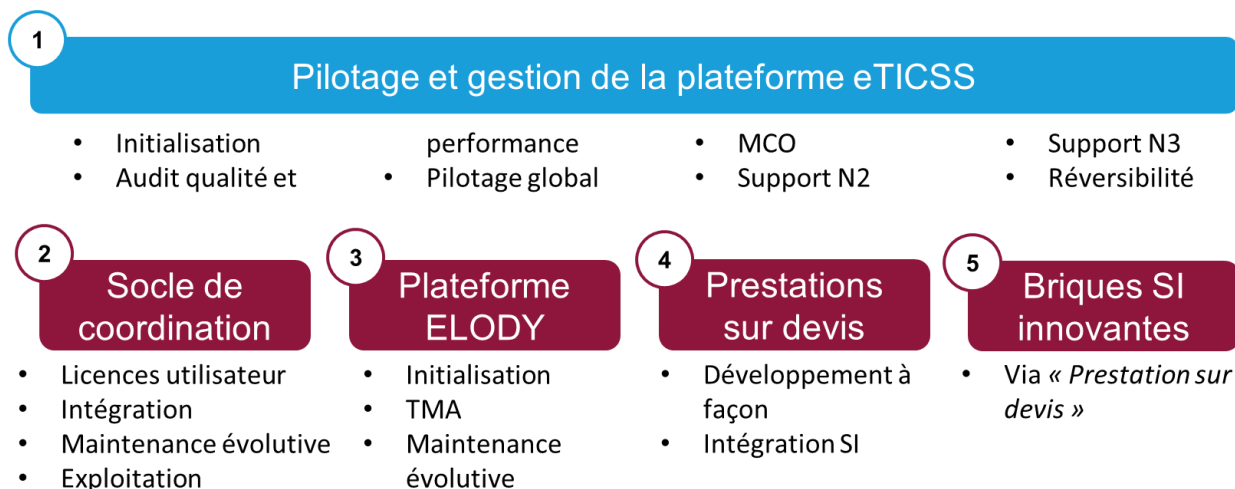 1
Pilotage et gestion de la plateforme eTICSS
• Initialisation
• Audit qualité et
performance
• Pilotage global
• MCO
• Support N2
• Support N3
• Réversibilité
2
Socle de
coordination
• Licences utilisateur
• Intégration
• Maintenance évolutive
• Exploitation
3
Plateforme
ELODY
• Initialisation
• TMA
• Maintenance
évolutive
4
Prestations
sur devis
• Développement à
façon
• Intégration SI
5
Briques SI
innovantes
• Via « Prestation sur
devis »